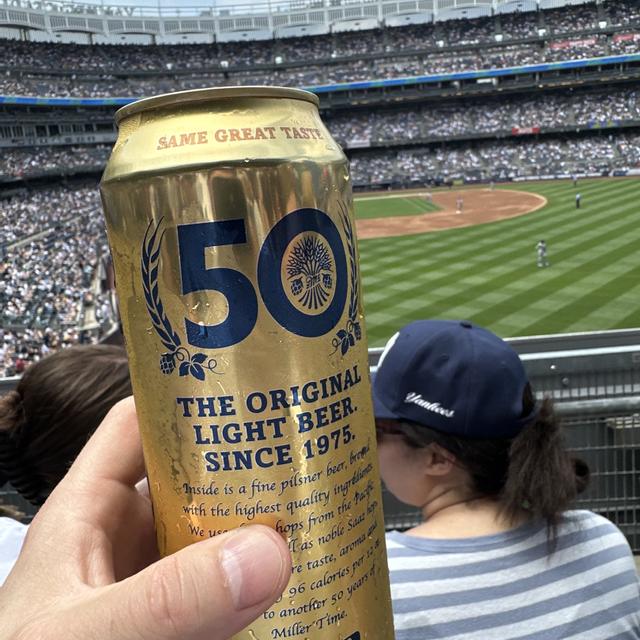 SAME GREAT TASTE.
50
THE ORIGINAL
LIGHT BEER.
SINCE 1975.
Inside is a fine pilsner beer, brewed
with the highest quality ingredients.
We use hops from the Pacific
as noble Saaz hops
taste, aroma and
96 calories per 12
to another 50 years of
Miller Time.
Yankees